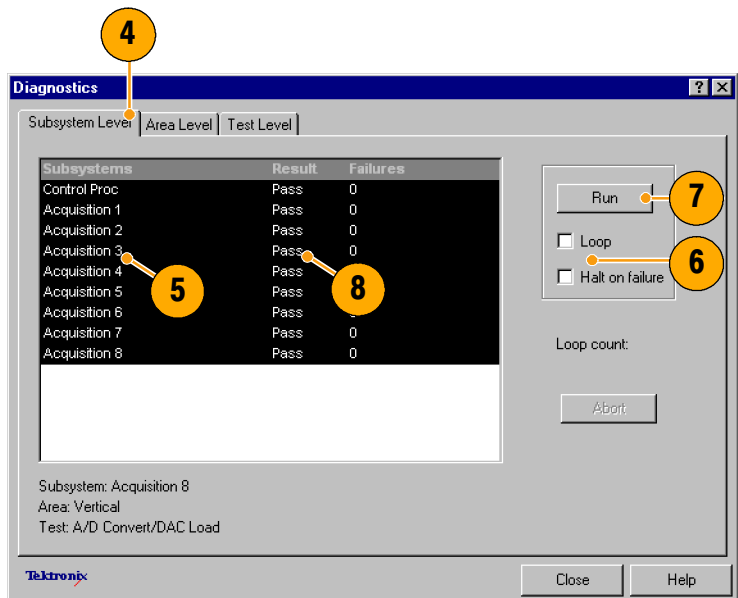 4
Diagnostics
Subsystem Level Area Level Test Level
Subsystems Result Failures
Control Proc Pass 0
Acquisition 1 Pass 0
Acquisition 2 Pass 0
Acquisition 3 Pass 0
Acquisition 4 Pass
Acquisition 5 Pass
Acquisition 6 Pass
Acquisition 7 Pass 0
Acquisition 8 Pass 0
5
8
Run
7
Loop
6
Halt on failure
Loop count:
Abort
Subsystem: Acquisition 8
Area: Vertical
Test: A/D Convert/DAC Load
Tektronix
Close Help